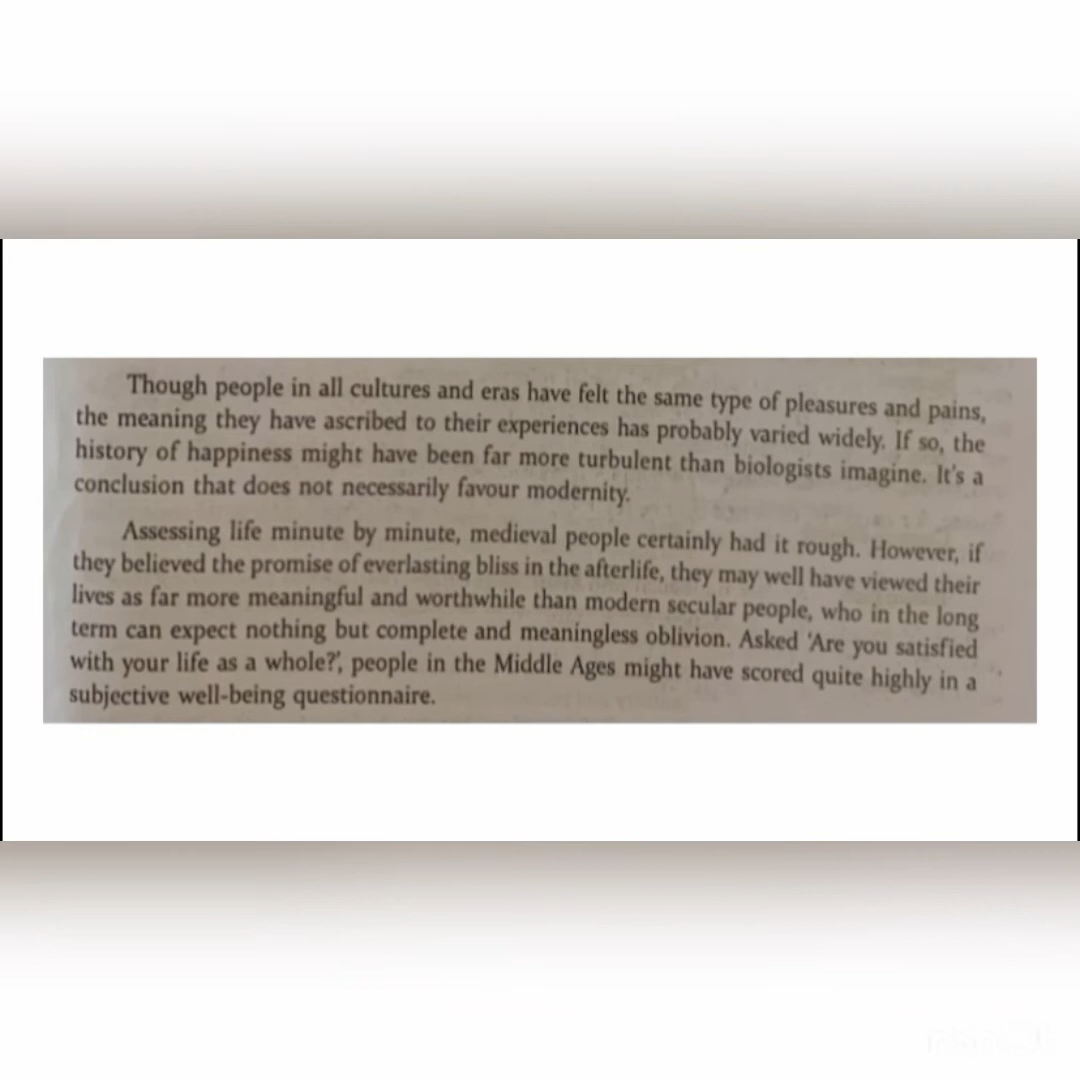 Though people in all cultures and eras have felt the same type of pleasures and pains,
the meaning they have ascribed to their experiences has probably varied widely. If so, the
history of happiness might have been far more turbulent than biologists imagine. It's a
conclusion that does not necessarily favour modernity.
Assessing life minute by minute, medieval people certainly had it rough. However, if
they believed the promise of everlasting bliss in the afterlife, they may well have viewed their
lives as far more meaningful and worthwhile than modern secular people, who in the long
term can expect nothing but complete and meaningless oblivion. Asked ‘Are you satisfied
with your life as a whole?’, people in the Middle Ages might have scored quite highly in a
subjective well-being questionnaire.